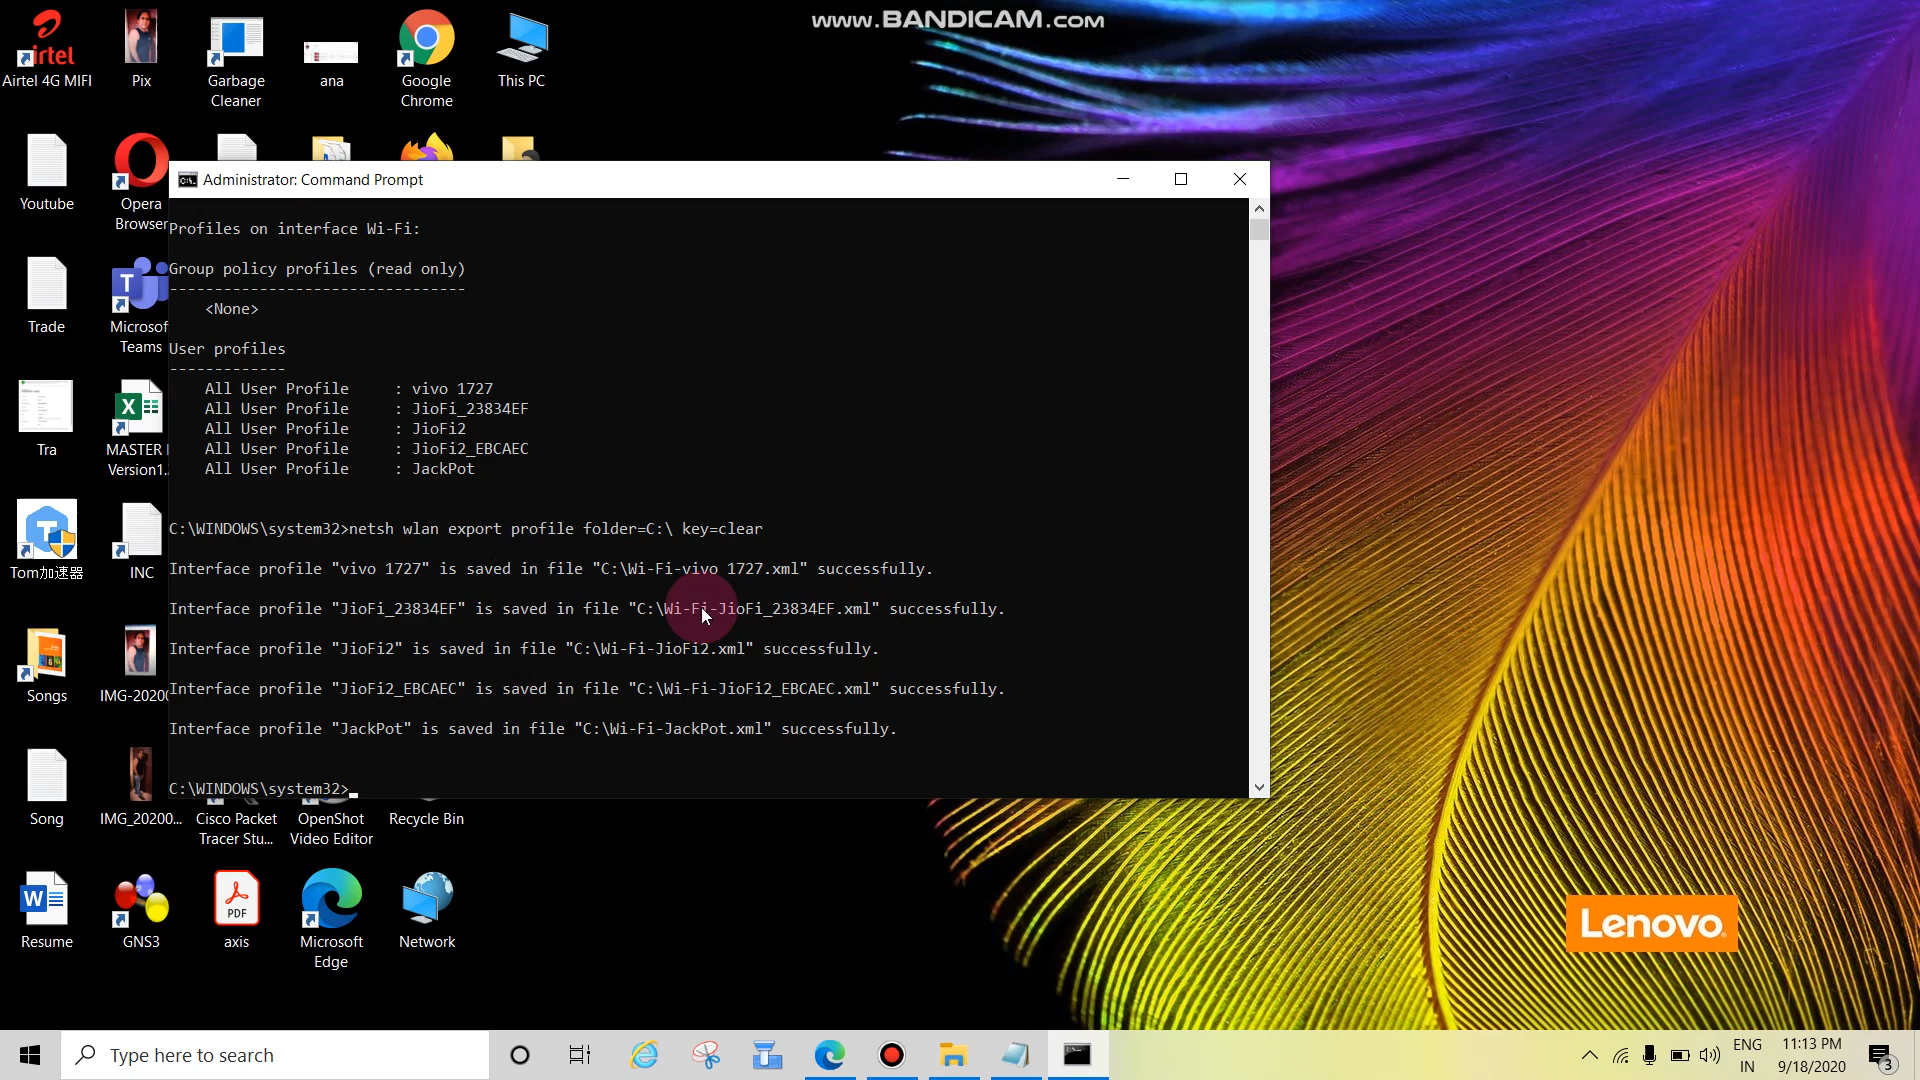 www.BANDICAM.com
Airtel 4G MIFI
Pix
Garbage
Cleaner
ana
Google
Chrome
This PC
Youtube
Opera
Browser
Administrator: Command Prompt
Profiles on interface Wi-Fi:
Group policy profiles (read only)
---------------------------------
<None>
User profiles
-------------
All User Profile     : vivo 1727
All User Profile     : JioFi_23834EF
All User Profile     : JioFi2
All User Profile     : JioFi2_EBCAEC
All User Profile     : JackPot
C:\WINDOWS\system32>netsh wlan export profile folder=C:\ key=clear
Interface profile "vivo 1727" is saved in file "C:\Wi-Fi-vivo 1727.xml" successfully.
Interface profile "JioFi_23834EF" is saved in file "C:\Wi-Fi-JioFi_23834EF.xml" successfully.
Interface profile "JioFi2" is saved in file "C:\Wi-Fi-JioFi2.xml" successfully.
Interface profile "JioFi2_EBCAEC" is saved in file "C:\Wi-Fi-JioFi2_EBCAEC.xml" successfully.
Interface profile "JackPot" is saved in file "C:\Wi-Fi-JackPot.xml" successfully.
C:\WINDOWS\system32>
Trade
Microsof
Teams
Tra
MASTER
Version1.
Tom加速器
INC
Songs
IMG-2020
Song
IMG_20200...
Cisco Packet
Tracer Stu...
OpenShot
Video Editor
Recycle Bin
Resume
GNS3
PDF
axis
Microsoft
Edge
Network
Lenovo
Type here to search
ENG
IN
11:13 PM
9/18/2020
3